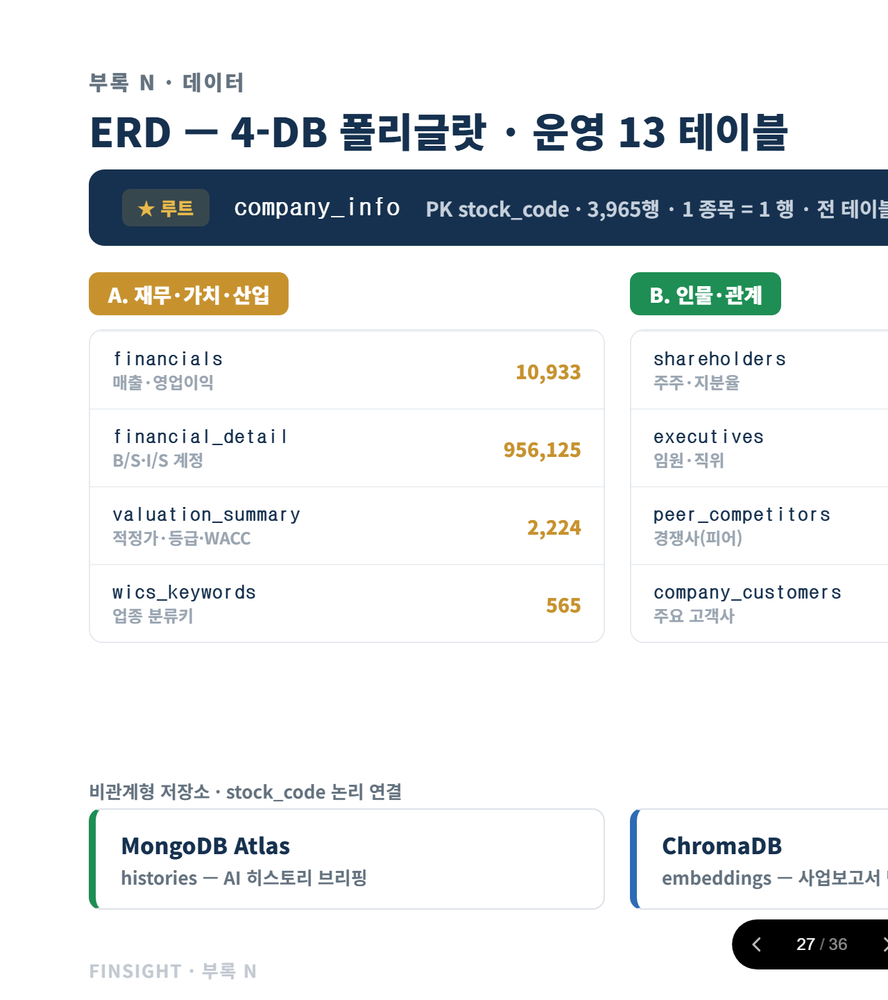 부록 N · 데이터
ERD — 4-DB 폴리글랏 · 운영 13 테이블
★ 루트 company_info PK stock_code · 3,965행 · 1 종목 = 1 행 · 전 테이블
A. 재무·가치·산업
financials
매출·영업이익
10,933
financial_detail
B/S·I/S 계정
956,125
valuation_summary
적정가·등급·WACC
2,224
wics_keywords
업종 분류키
565
B. 인물·관계
shareholders
주주·지분율
executives
임원·직위
peer_competitors
경쟁사(피어)
company_customers
주요 고객사
비관계형 저장소 · stock_code 논리 연결
MongoDB Atlas
histories — AI 히스토리 브리핑
ChromaDB
embeddings — 사업보고서
27 / 36
FINSIGHT · 부록 N